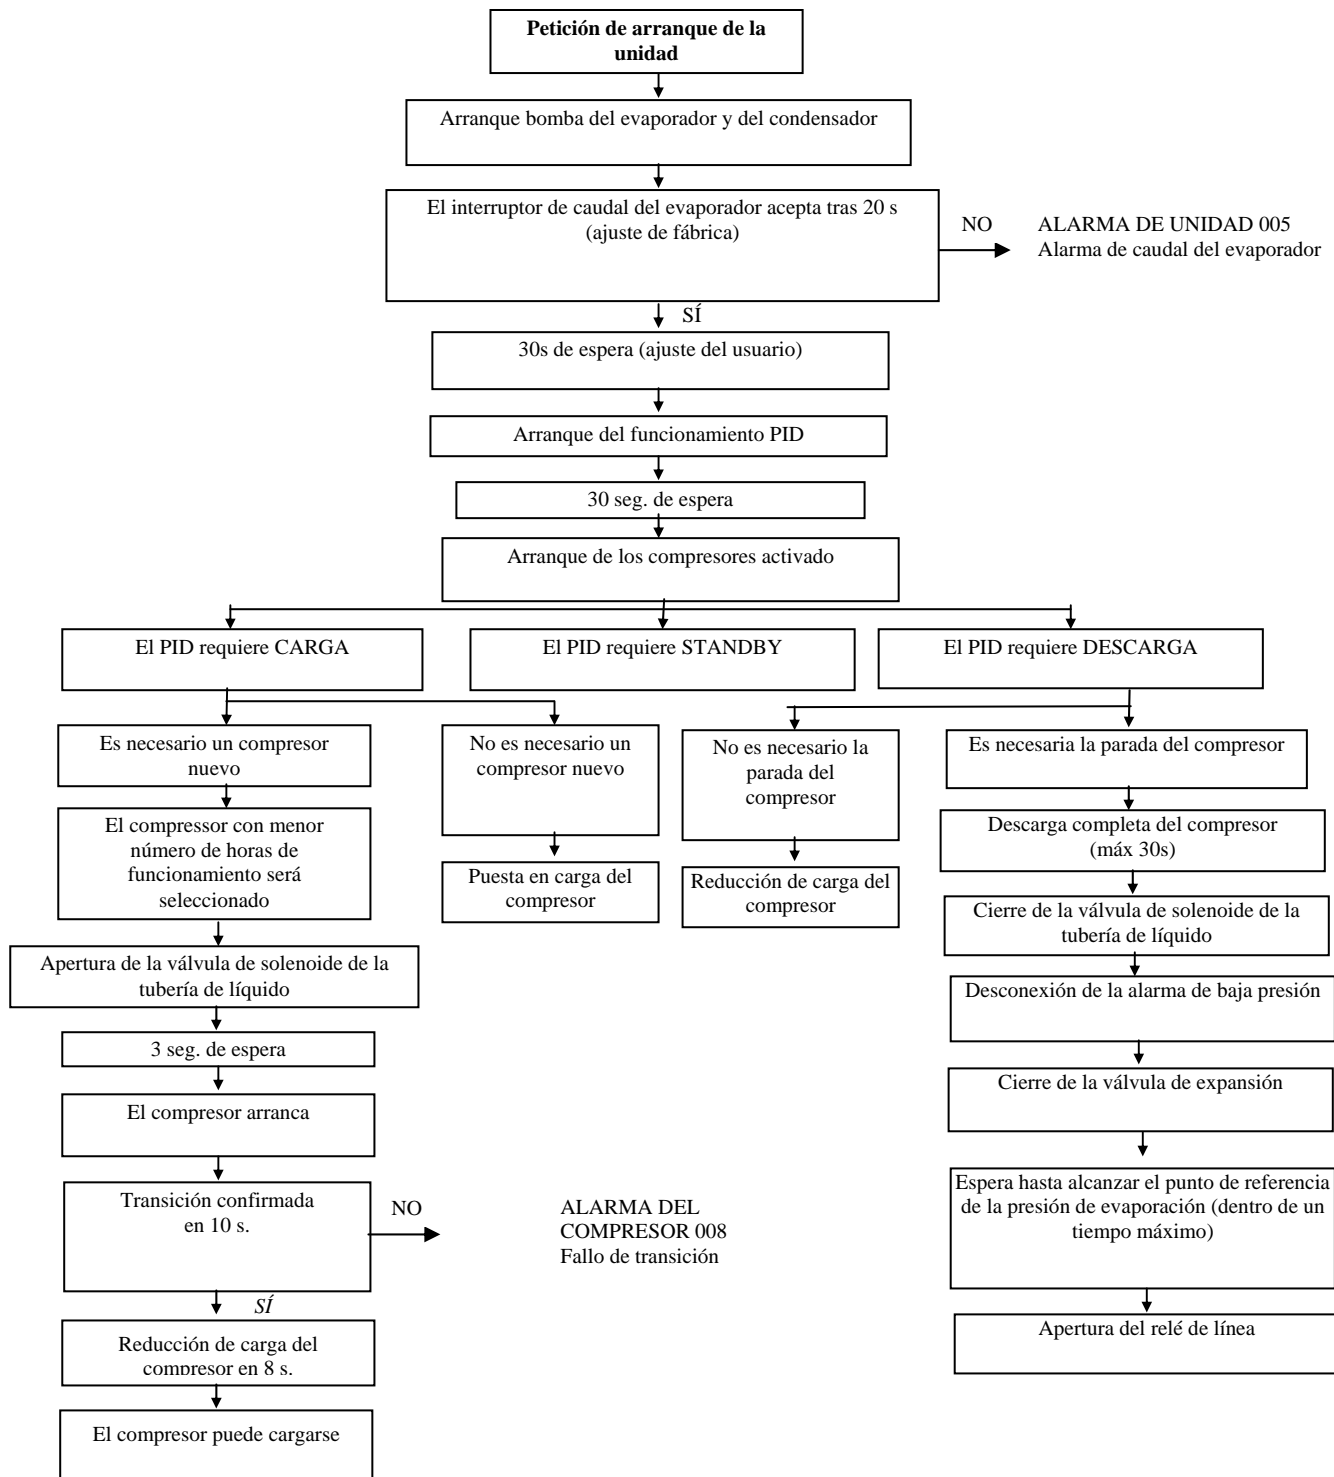 Petición de arranque de la
unidad
Arranque bomba del evaporador y del condensador
El interruptor de caudal del evaporador acepta tras 20 s
(ajuste de fábrica)
NO
ALARMA DE UNIDAD 005
Alarma de caudal del evaporador
SÍ
30s de espera (ajuste del usuario)
Arranque del funcionamiento PID
30 seg. de espera
Arranque de los compresores activado
El PID requiere CARGA
El PID requiere STANDBY
El PID requiere DESCARGA
Es necesario un compresor
nuevo
No es necesario un
compresor nuevo
No es necesario la
parada del
compresor
Es necesaria la parada del compresor
El compressor con menor
número de horas de
funcionamiento será
seleccionado
Puesta en carga del
compresor
Reducción de carga del
compresor
Descarga completa del compresor
(máx 30s)
Cierre de la válvula de solenoide de la
tubería de líquido
Apertura de la válvula de solenoide de la
tubería de líquido
Desconexión de la alarma de baja presión
3 seg. de espera
Cierre de la válvula de expansión
El compresor arranca
Transición confirmada
en 10 s.
NO
ALARMA DEL
COMPRESOR 008
Fallo de transición
Espera hasta alcanzar el punto de referencia
de la presión de evaporación (dentro de un
tiempo máximo)
SÍ
Apertura del relé de línea
Reducción de carga del
compresor en 8 s.
El compresor puede cargarse